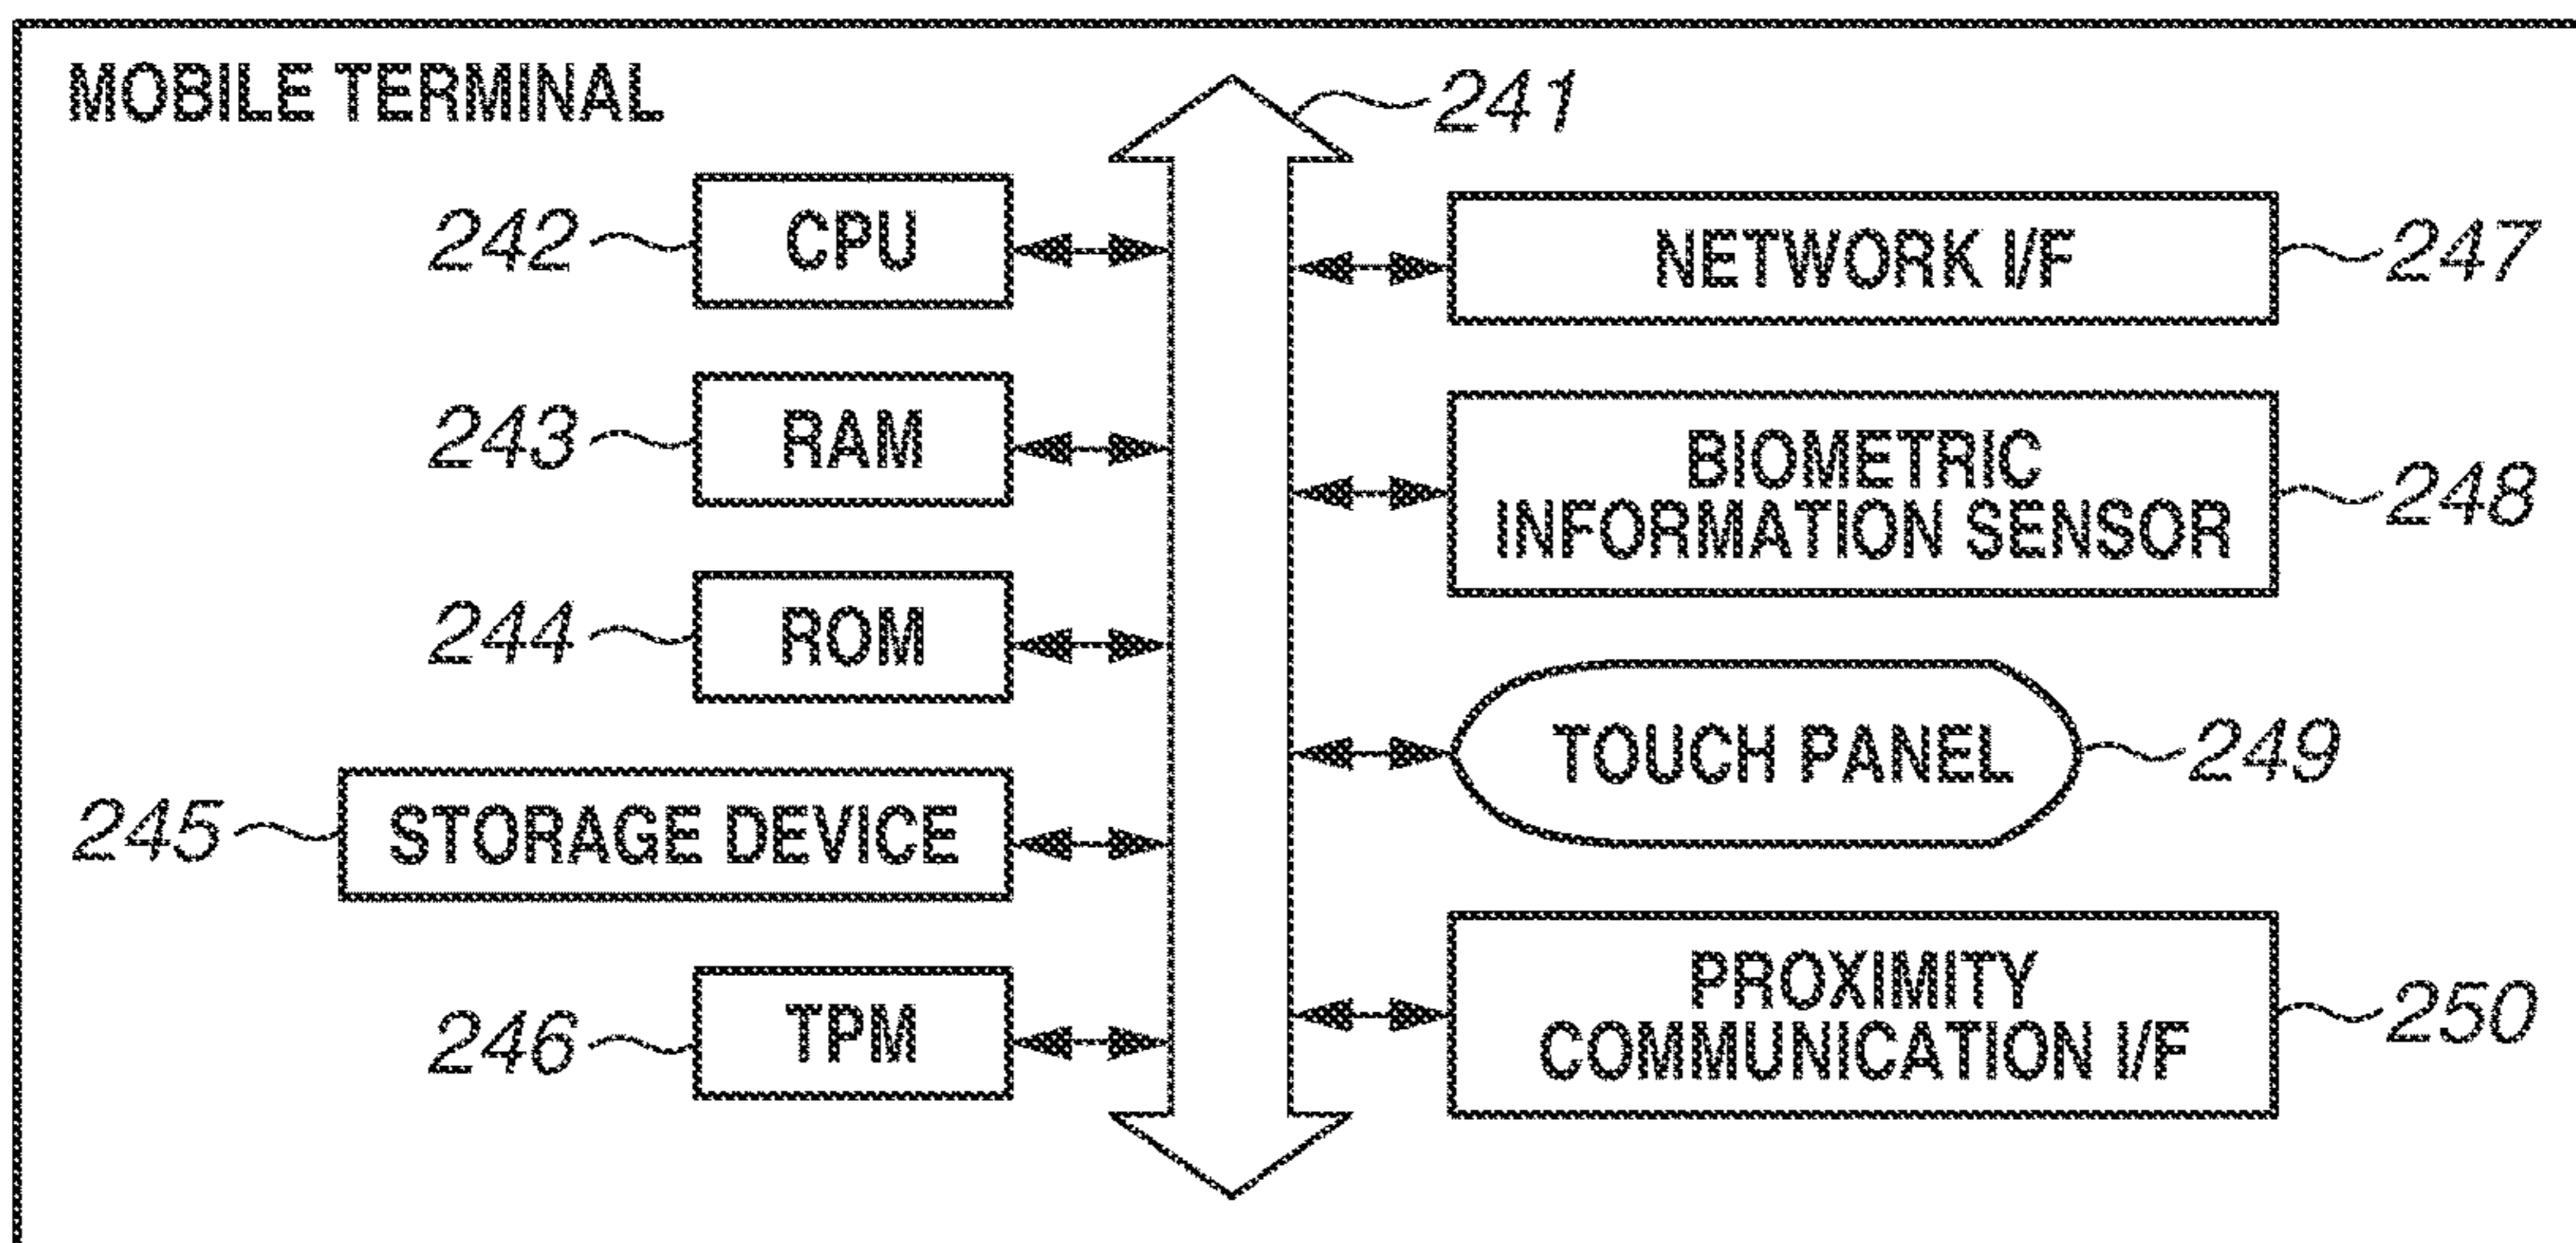 MOBILE TERMINAL
241
242
CPU
243
RAM
244
ROM
245
STORAGE DEVICE
246
TPM
NETWORK I/F
247
BIOMETRIC
INFORMATION SENSOR
248
TOUCH PANEL
249
PROXIMITY
COMMUNICATION I/F
250